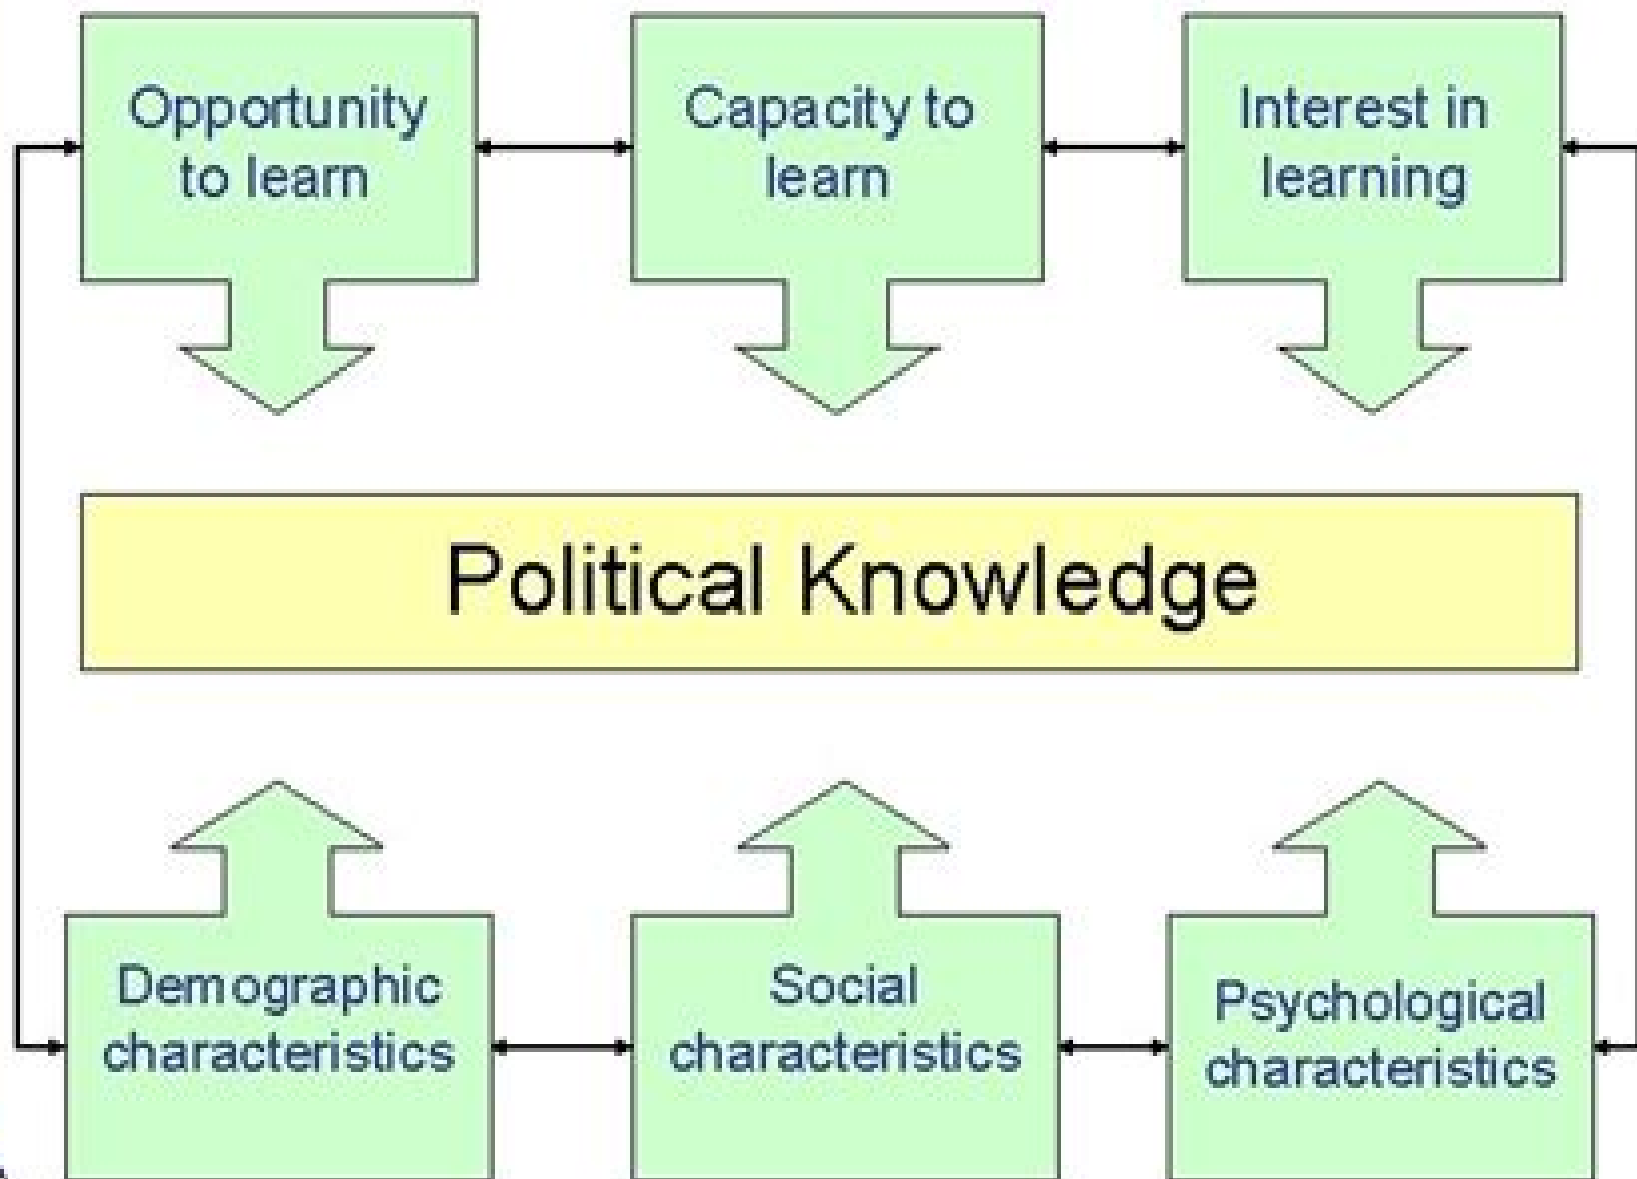 Opportunity
to learn
Capacity to
learn
Interest in
learning
Political Knowledge
Demographic
characteristics
Social
characteristics
Psychological
characteristics